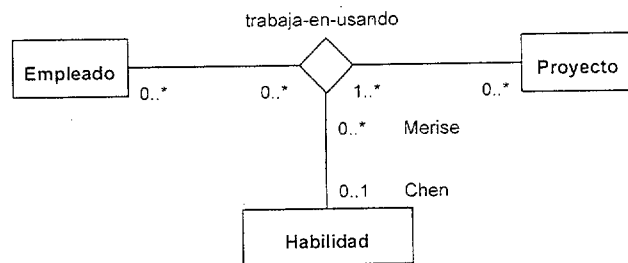 trabaja-en-usando
Empleado
Proyecto
0..*
0..*
1..*
0..*
0..* Merise
0..1 Chen
Habilidad